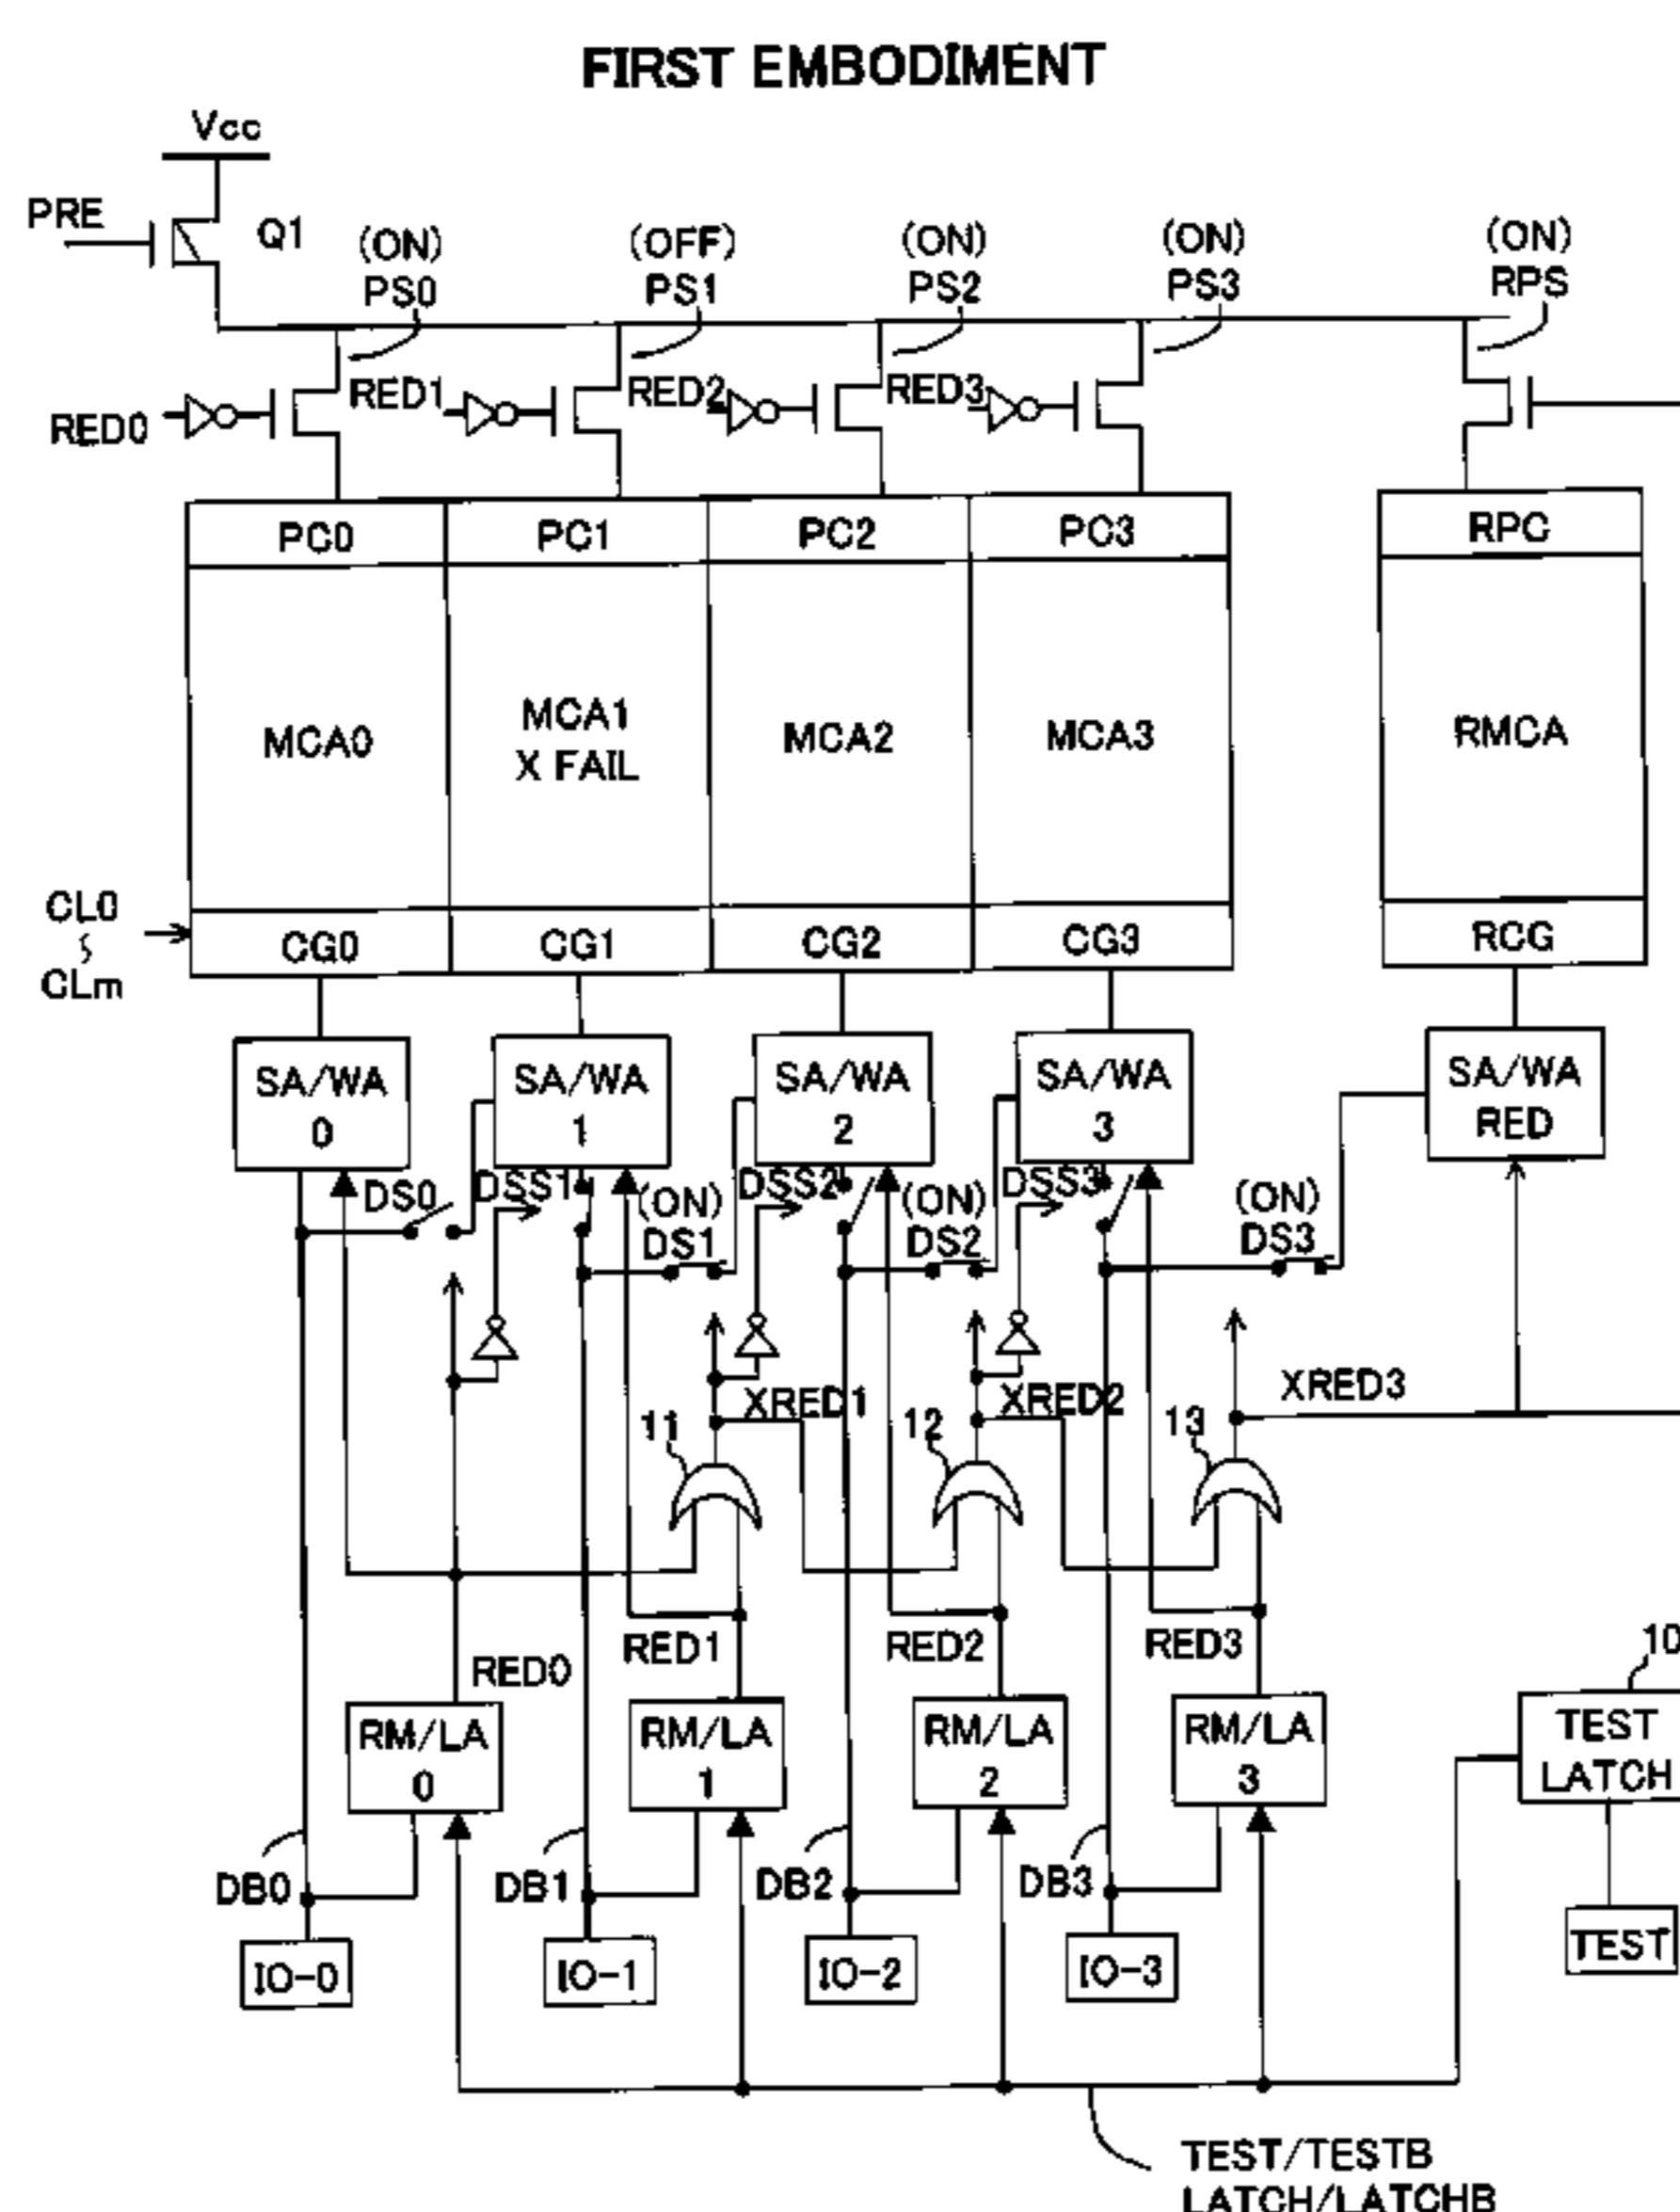 FIRST EMBODIMENT
Vcc
PRE
Q1
(ON)
PS0
(OFF)
PS1
(ON)
PS2
(ON)
PS3
(ON)
RPS
RED0
RED1
RED2
RED3
PC0
PC1
PC2
PC3
RPC
MCA0
MCA1
X FAIL
MCA2
MCA3
RMCA
CL0
CLm
CG0
CG1
CG2
CG3
RCG
SA/WA
0
SA/WA
1
SA/WA
2
SA/WA
3
SA/WA
RED
DS0
DSS1
(ON)
DS1
DSS2
(ON)
DS2
DSS3
(ON)
DS3
XRED1
XRED2
XRED3
11
12
13
RED0
RED1
RED2
RED3
10
RM/LA
0
RM/LA
1
RM/LA
2
RM/LA
3
TEST
LATCH
DB0
DB1
DB2
DB3
TEST
IO-0
IO-1
IO-2
IO-3
TEST/TESTB
LATCH/LATCHB